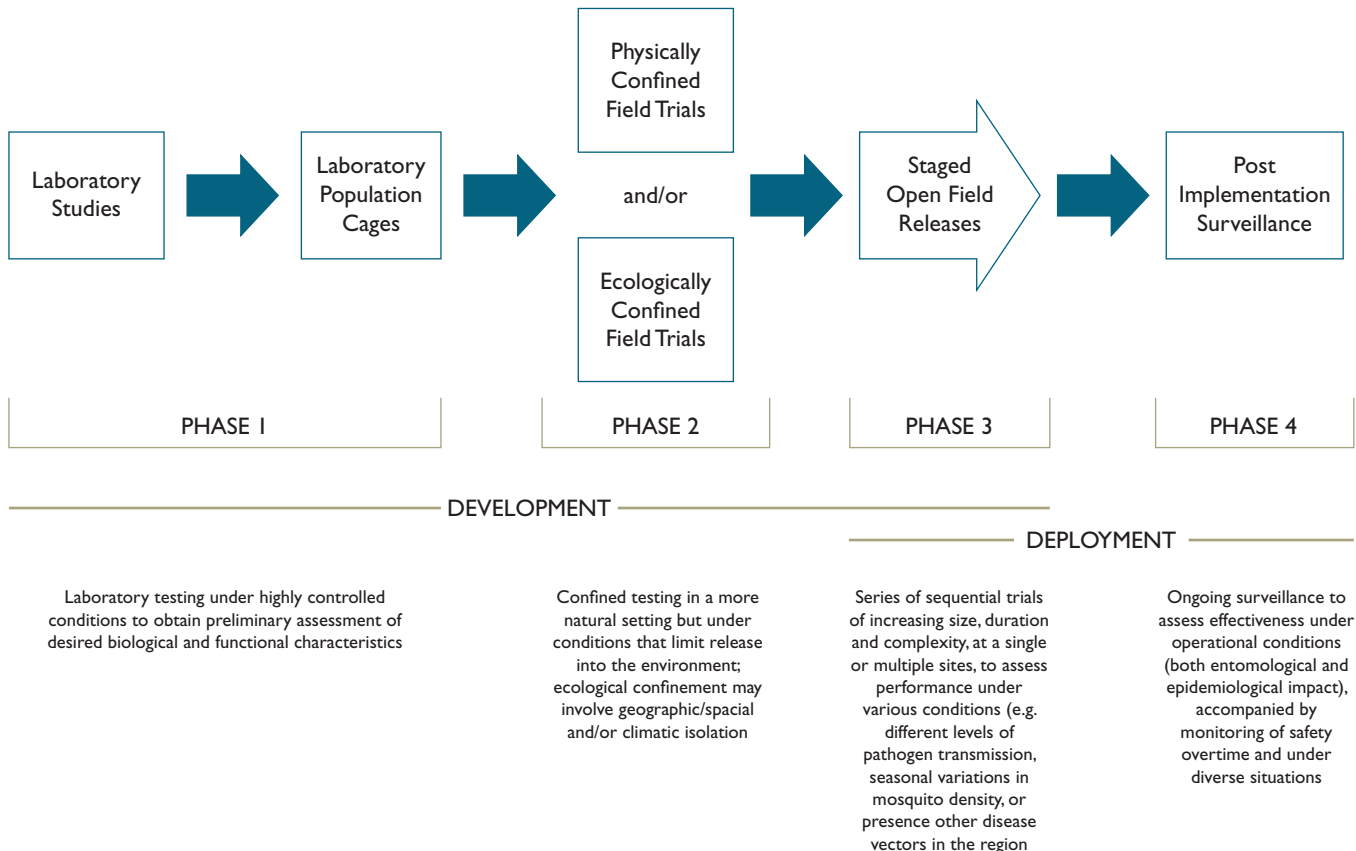 Laboratory
Studies
Laboratory
Population
Cages
Physically
Confined
Field Trials
and/or
Ecologically
Confined
Field Trials
Staged
Open Field
Releases
Post
Implementation
Surveillance
PHASE 1
PHASE 2
PHASE 3
PHASE 4
DEVELOPMENT
DEPLOYMENT
Laboratory testing under highly controlled
conditions to obtain preliminary assessment of
desired biological and functional characteristics
Confined testing in a more
natural setting but under
conditions that limit release
into the environment;
ecological confinement may
involve geographic/spacial
and/or climatic isolation
Series of sequential trials
of increasing size, duration
and complexity, at a single
or multiple sites, to assess
performance under
various conditions (e.g.
different levels of
pathogen transmission,
seasonal variations in
mosquito density, or
presence other disease
vectors in the region
Ongoing surveillance to
assess effectiveness under
operational conditions
(both entomological and
epidemiological impact),
accompanied by
monitoring of safety
overtime and under
diverse situations